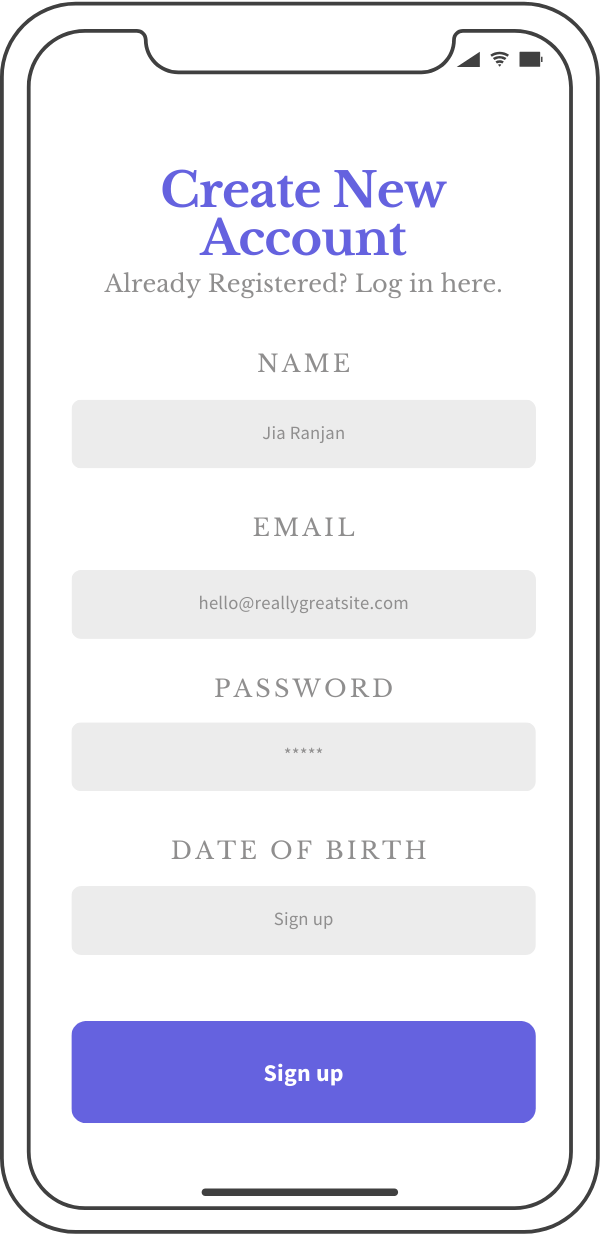 Create New
Account
Already Registered? Log in here.
NAME
Jia Ranjan
EMAIL
hello@reallygreatsite.com
PASSWORD
*****
DATE OF BIRTH
Sign up
Sign up